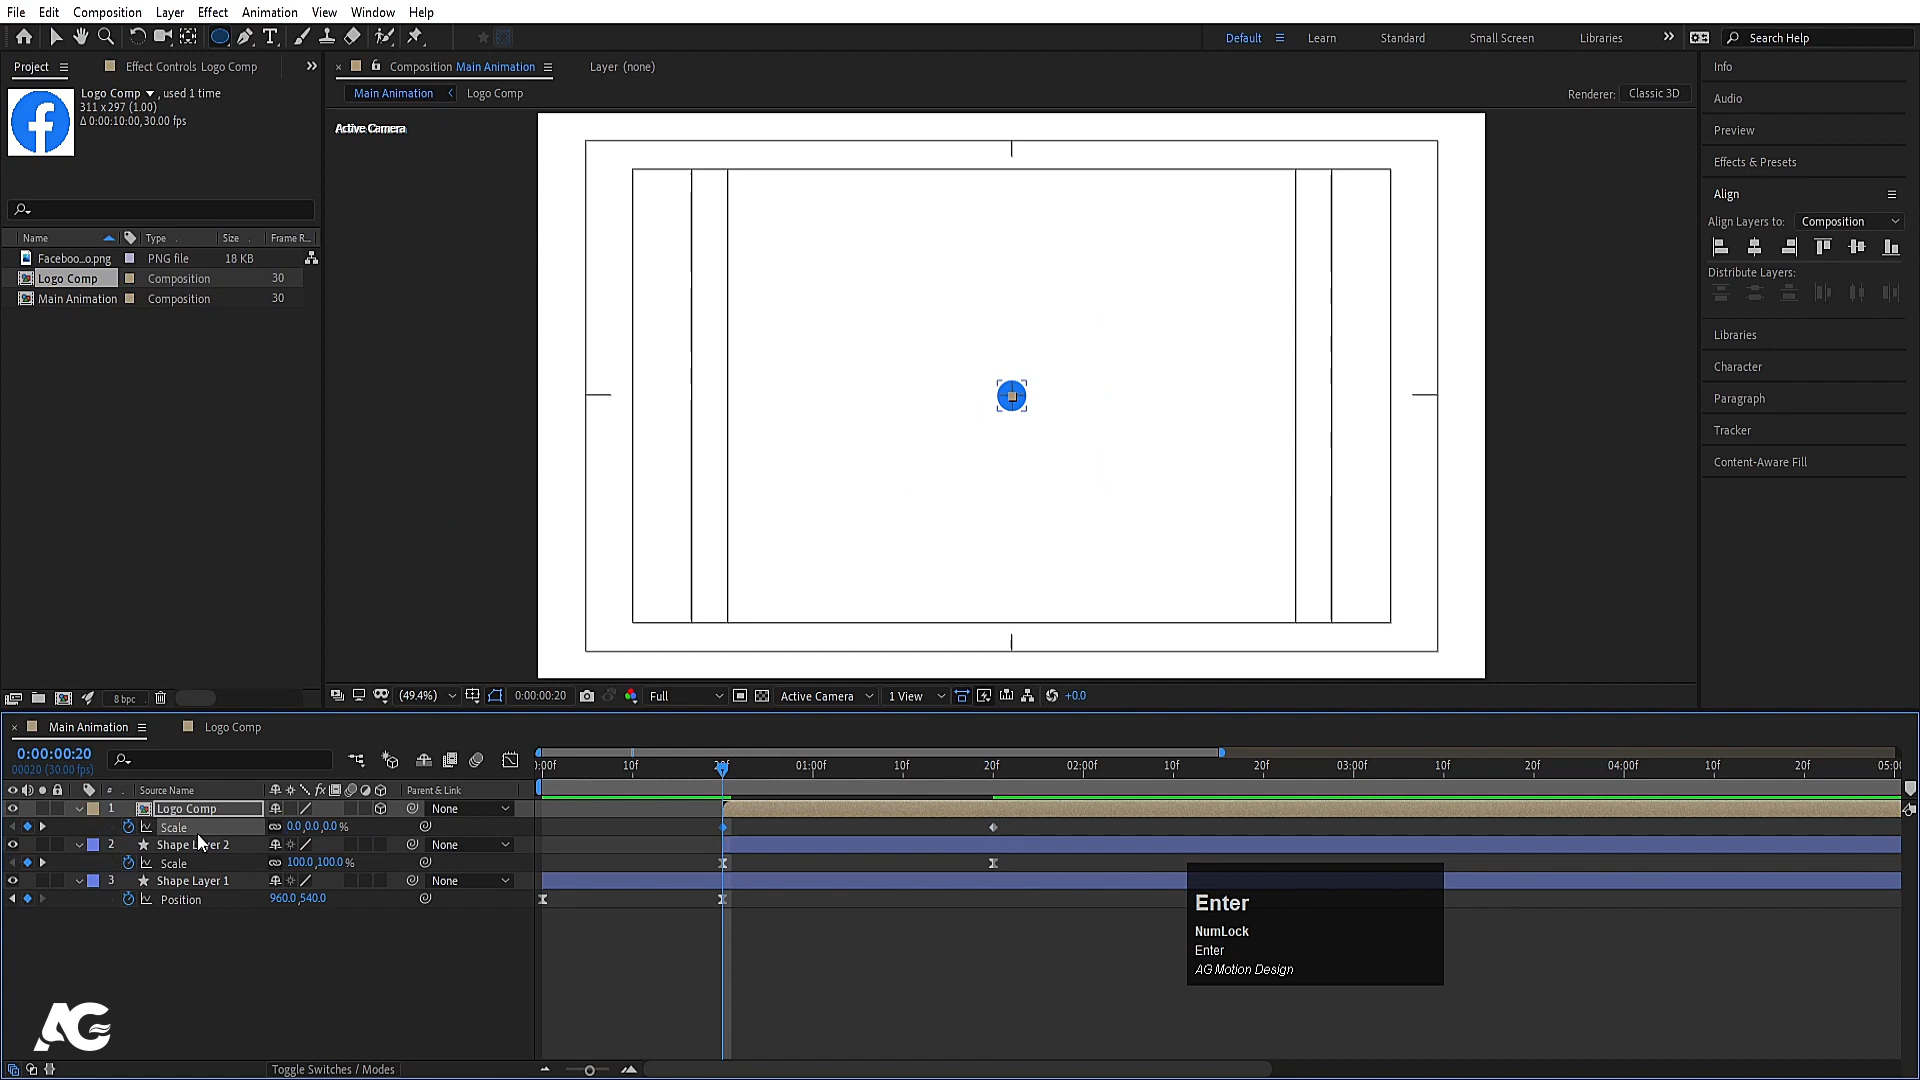 File Edit Composition Layer Effect Animation View Window Help
Default Learn Standard Small Screen Libraries Search Help
Project Effect Controls Logo Comp
Composition Main Animation Layer (none)
Main Animation Logo Comp
Renderer: Classic 3D
Logo Comp , used 1 time
311 x 297 (1.00)
Δ 0:00:10:00, 30.00 fps
Active Camera
Name Type Size Frame R...
Faceboo...o.png PNG file 18 KB
Logo Comp Composition 30
Main Animation Composition 30
8 bpc
Info
Audio
Preview
Effects & Presets
Align
Align Layers to: Composition
Distribute Layers:
Libraries
Character
Paragraph
Tracker
Content-Aware Fill
(49.4%) 0:00:00:20 Full Active Camera 1 View +0.0
Main Animation Logo Comp
0:00:00:20
00020 (30.00 fps)
):00f 10f 20f 01:00f 10f 20f 02:00f 10f 20f 03:00f 10f 20f 04:00f 10f 20f 05:00
# Source Name fx Parent & Link
1 Logo Comp None
Scale 0.0,0.0,0.0%
2 Shape Layer 2 None
Scale 100.0,100.0%
3 Shape Layer 1 None
Position 960.0,540.0
Enter
NumLock
Enter
AG Motion Design
AG
Toggle Switches / Modes